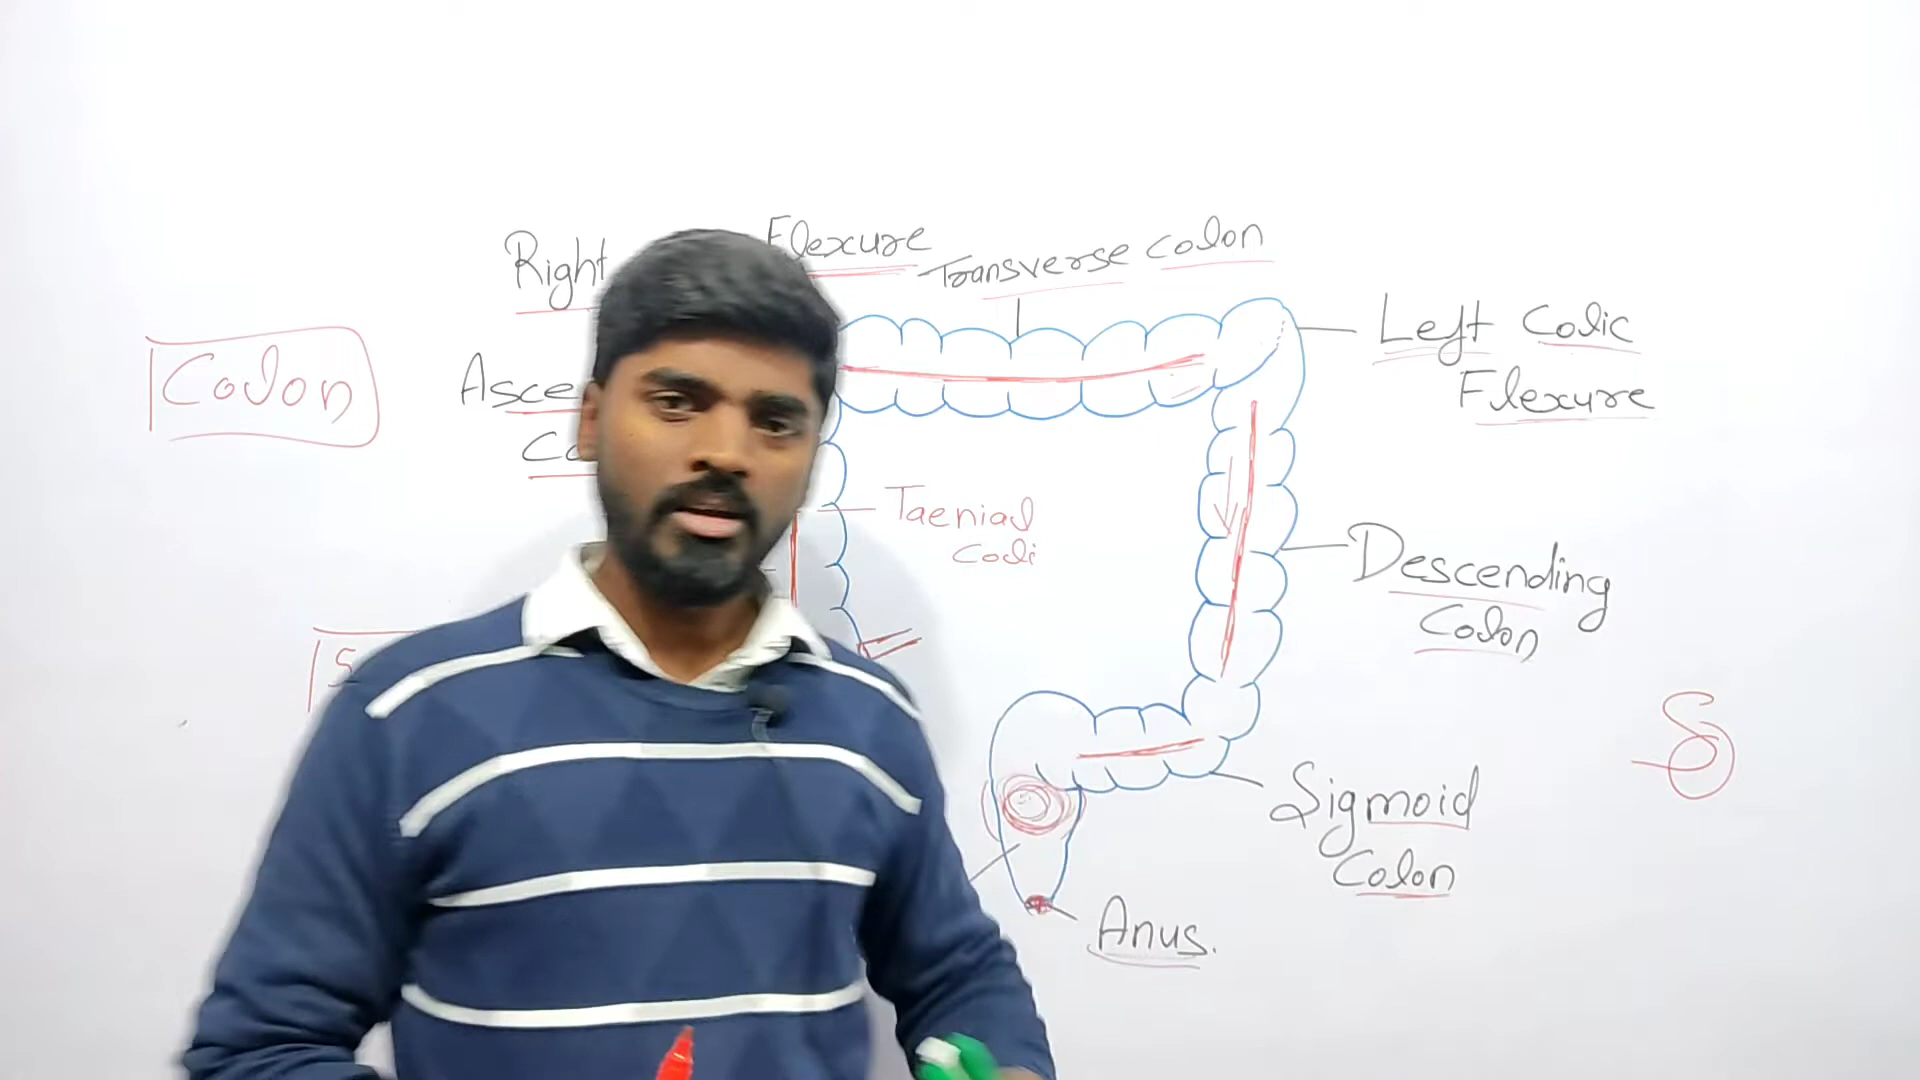 Right
Flexure
Transverse Colon
Left Colic
Flexure
Colon
Asce
Co
Taenial
Coli
Descending
Colon
S
Sigmoid
Colon
Anus.